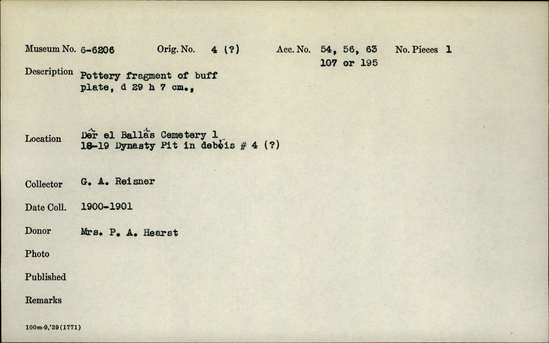 Museum No. 6-6206 Orig. No. 4 (?) Acc. No. 54, 56, 63 No. Pieces 1
107 or 195
Description Pottery fragment of buff
plate, d 29 h 7 cm.,
Location Dêr el Ballâs Cemetery 1
18-19 Dynasty Pit in debris # 4 (?)
Collector G. A. Reisner
Date Coll. 1900-1901
Donor Mrs. P. A. Hearst
Photo
Published
Remarks
100m-9,'29(1771)